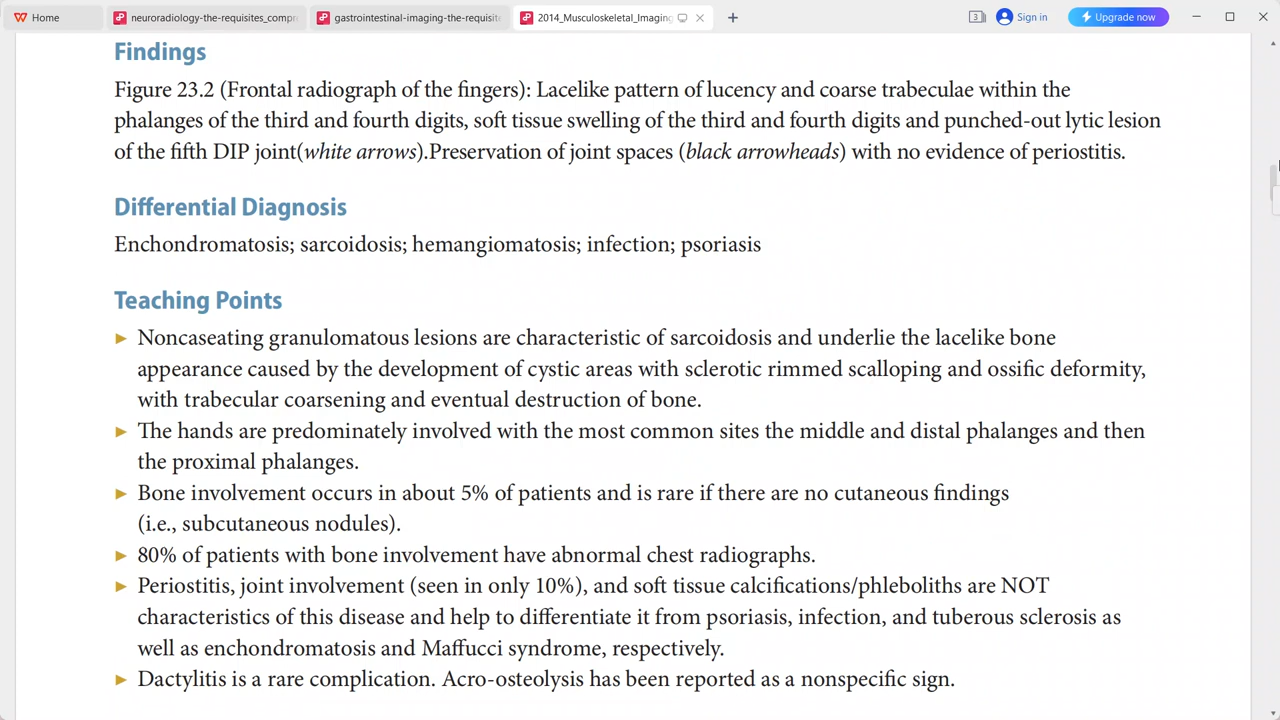 Home
neuroradiology-the-requisites_compre
gastrointestinal-imaging-the-requisite
2014_Musculoskeletal_Imaging
3
Sign in
Upgrade now
Findings
Figure 23.2 (Frontal radiograph of the fingers): Lacelike pattern of lucency and coarse trabeculae within the
phalanges of the third and fourth digits, soft tissue swelling of the third and fourth digits and punched-out lytic lesion
of the fifth DIP joint(white arrows).Preservation of joint spaces (black arrowheads) with no evidence of periostitis.
Differential Diagnosis
Enchondromatosis; sarcoidosis; hemangiomatosis; infection; psoriasis
Teaching Points
► Noncaseating granulomatous lesions are characteristic of sarcoidosis and underlie the lacelike bone
appearance caused by the development of cystic areas with sclerotic rimmed scalloping and ossific deformity,
with trabecular coarsening and eventual destruction of bone.
► The hands are predominately involved with the most common sites the middle and distal phalanges and then
the proximal phalanges.
► Bone involvement occurs in about 5% of patients and is rare if there are no cutaneous findings
(i.e., subcutaneous nodules).
► 80% of patients with bone involvement have abnormal chest radiographs.
► Periostitis, joint involvement (seen in only 10%), and soft tissue calcifications/phleboliths are NOT
characteristics of this disease and help to differentiate it from psoriasis, infection, and tuberous sclerosis as
well as enchondromatosis and Maffucci syndrome, respectively.
► Dactylitis is a rare complication. Acro-osteolysis has been reported as a nonspecific sign.